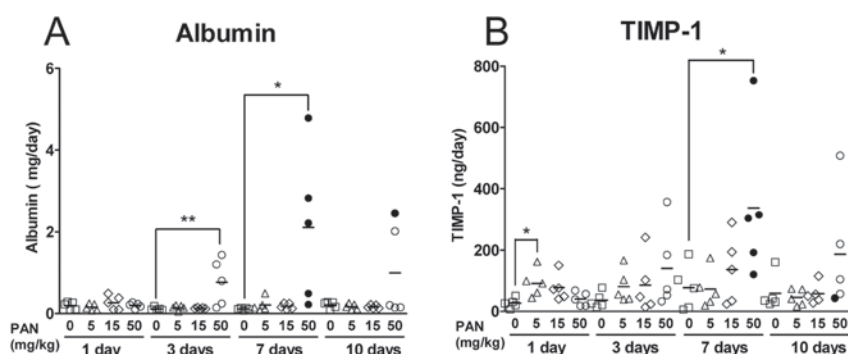 A
Albumin
Albumin ( mg/day)
6
4
2
0
**
*
PAN
(mg/kg)
0 5 15 50 0 5 15 50 0 5 15 50 0 5 15 50
1 day 3 days 7 days 10 days
B
TIMP-1
TIMP-1 (ng/day)
800
600
400
200
0
*
*
PAN
(mg/kg)
0 5 15 50 0 5 15 50 0 5 15 50 0 5 15 50
1 day 3 days 7 days 10 days